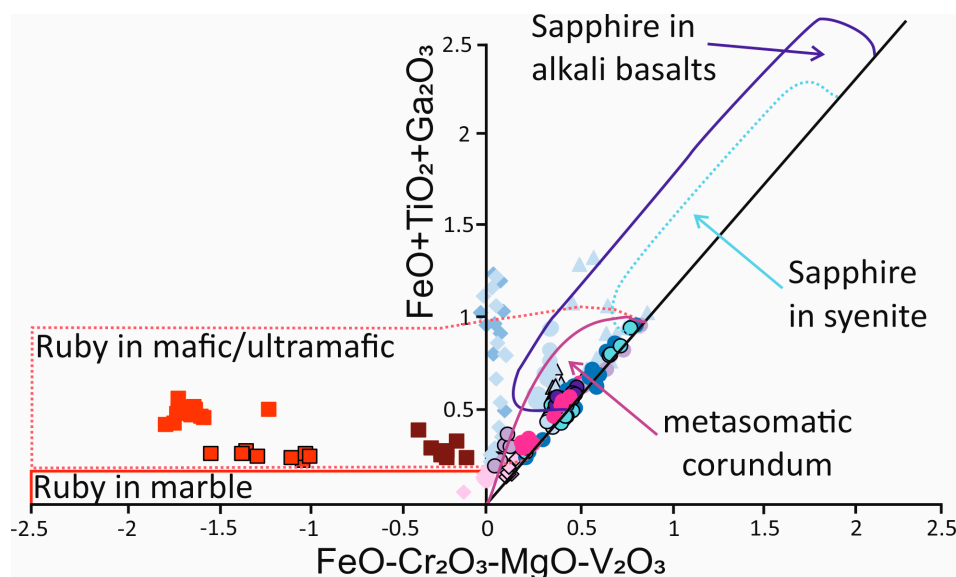 Sapphire in
alkali basalts
FeO+TiO₂+Ga₂O₃
2.5
2
1.5
1
0.5
Sapphire
in syenite
Ruby in mafic/ultramafic
metasomatic
corundum
Ruby in marble
-2.5 -2 -1.5 -1 -0.5 0 0.5 1 1.5 2 2.5
FeO-Cr₂O₃-MgO-V₂O₃